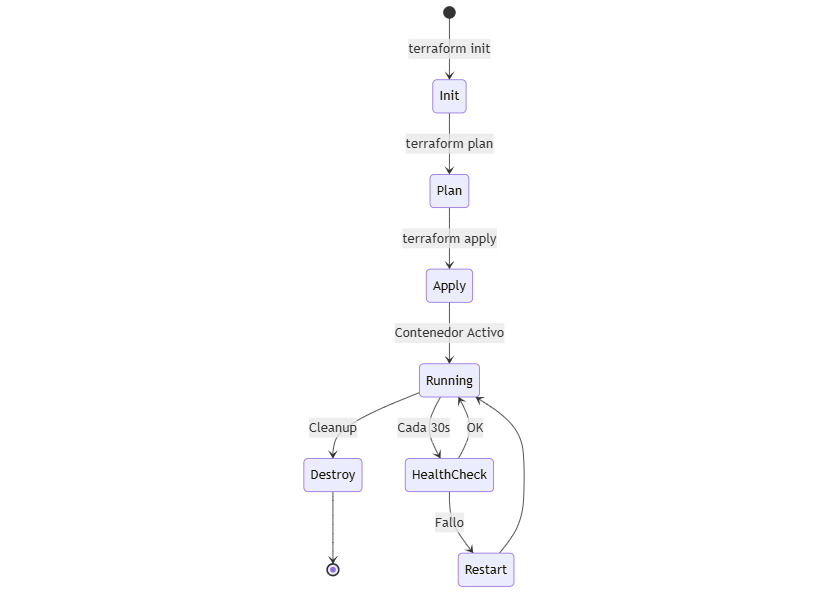 terraform init
Init
terraform plan
Plan
terraform apply
Apply
Contenedor Activo
Running
Cleanup
Cada 30s
OK
Destroy
HealthCheck
Fallo
Restart